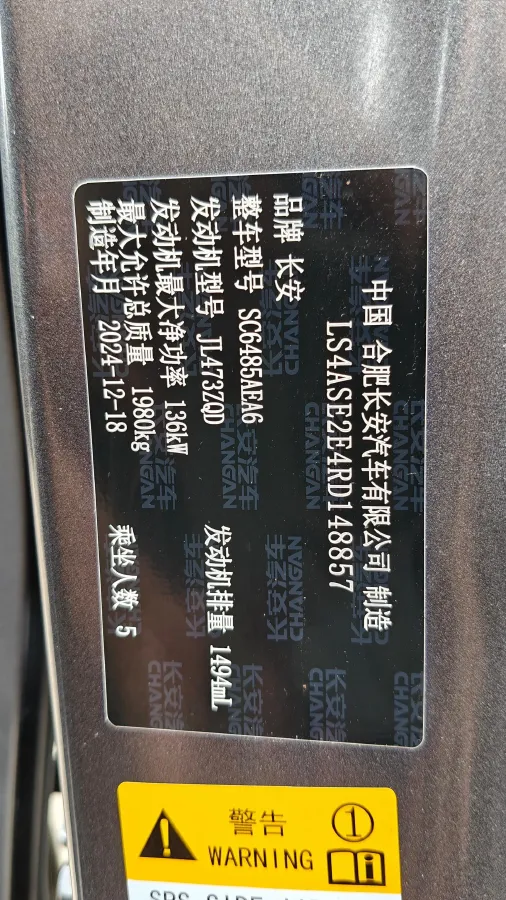 中国 合肥长安汽车有限公司 制造
LS4ASE2E4RD148857
品牌 长安
整车型号 SC6485AEA6
发动机型号 JL473ZQD 发动机排量 1494mL
发动机最大净功率 136kW
最大允许总质量 1980kg
制造年月 2024-12-18 乘坐人数 5
警告
WARNING
1
i